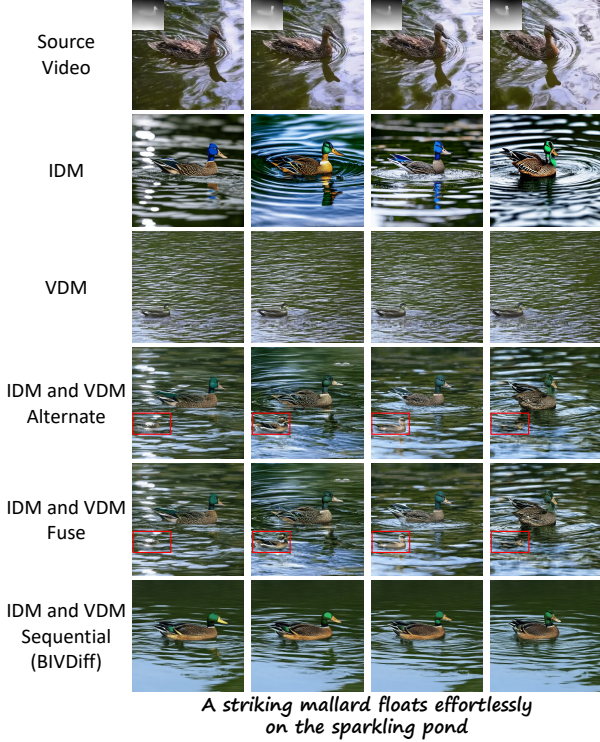 Source
Video
IDM
VDM
IDM and VDM
Alternate
IDM and VDM
Fuse
IDM and VDM
Sequential
(BIVDiff)
A striking mallard floats effortlessly
on the sparkling pond